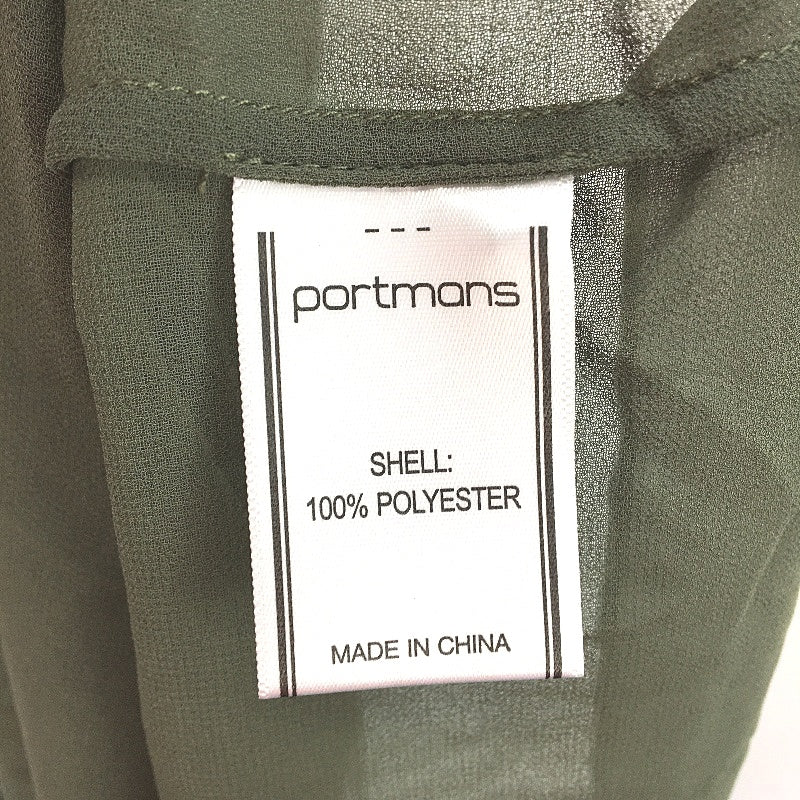 ---
portmans
SHELL:
100% POLYESTER
MADE IN CHINA